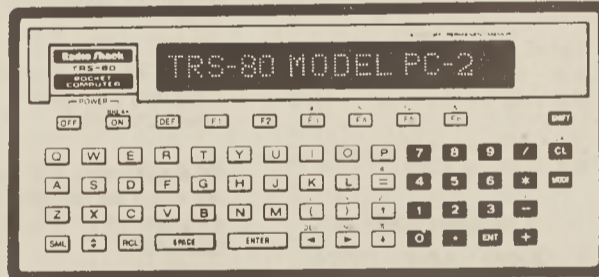 Radio Shack
TRS-80
POCKET
COMPUTER
TRS-80 MODEL PC-2
POWER
BREAK
OFF ON DEF F1 F2 F3 F4 F5 F6 SHIFT
Q W E R T Y U I O P 7 8 9 / CL
A S D F G H J K L = 4 5 6 * MODE
Z X C V B N M ( ) 1 2 3 -
SML RCL SPACE ENTER ◄ ► 0 • ENT +